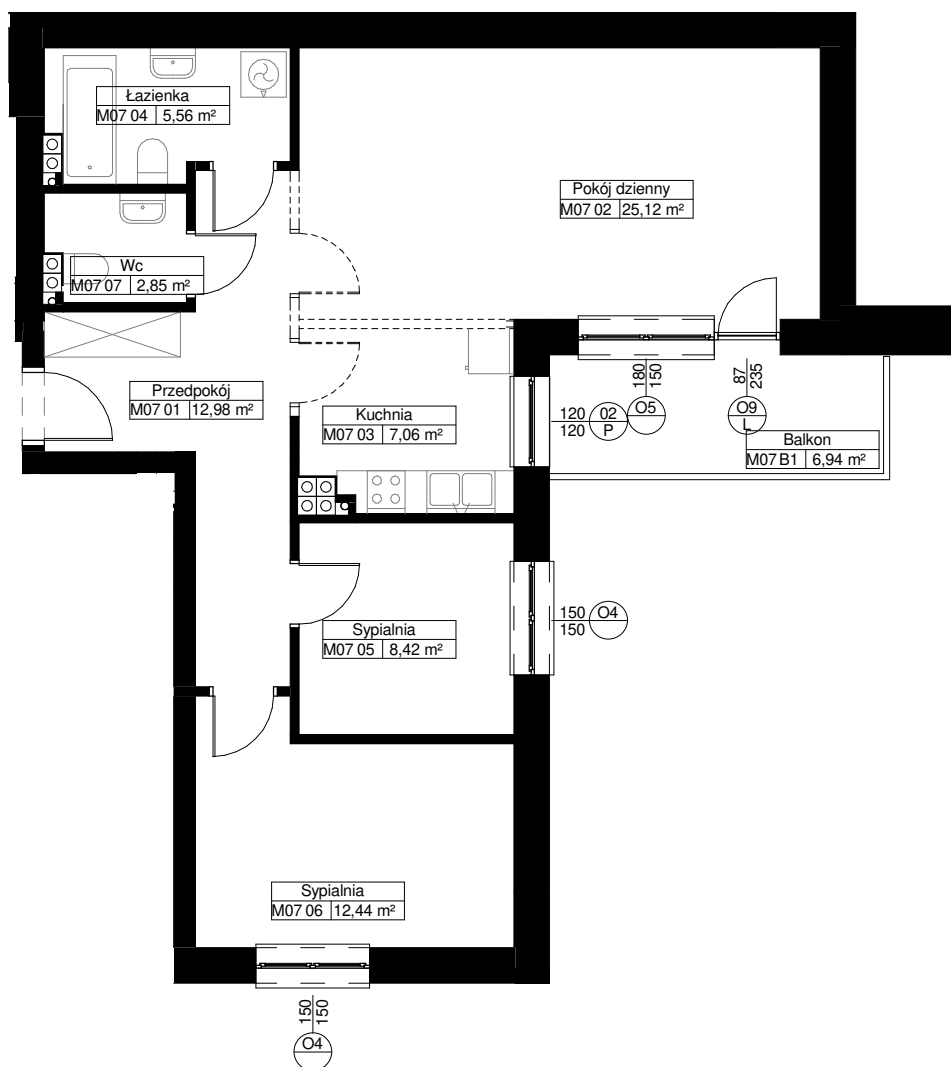 Łazienka
M07 04 5,56 m²
Pokój dzienny
M07 02 25,12 m²
Wc
M07 07 2,85 m²
Przedpokój
M07 01 12,98 m²
Kuchnia
M07 03 7,06 m²
180
150
O5
87
235
O9
L
120
120
02
P
Balkon
M07 B1 6,94 m²
150
150
O4
Sypialnia
M07 05 8,42 m²
Sypialnia
M07 06 12,44 m²
150
150
O4